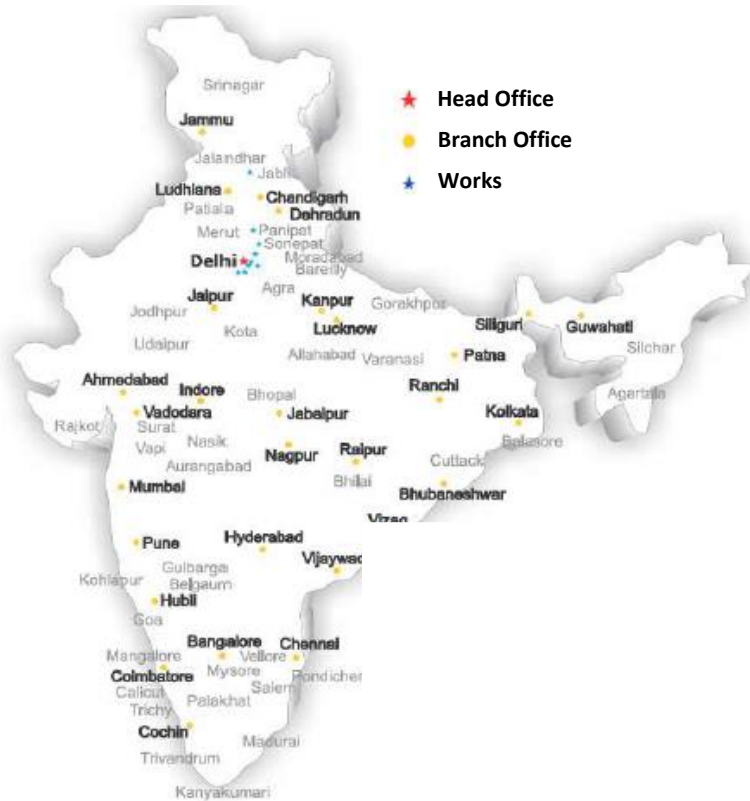 Srinagar
Head Office
Jammu
Branch Office
Jalandhar
Works
Ludhiana
Chandigarh
Patiala
Dehradun
Merut
Panipat
Sonepat
Delhi
Moradabad
Bareilly
Agra
Jaipur
Kanpur
Gorakhpur
Jodhpur
Kota
Lucknow
Siliguri
Guwahati
Udaipur
Allahabad
Varanasi
Patna
Silchar
Ahmedabad
Indore
Bhopal
Ranchi
Agartala
Vadodara
Jabalpur
Kolkata
Rajkot
Surat
Nasik
Balasore
Vapi
Nagpur
Raipur
Aurangabad
Cuttack
Bhilai
Mumbai
Bhubaneshwar
Vizag
Pune
Hyderabad
Vijaywad
Gulbarga
Kohlapur
Belgaum
Hubli
Goa
Bangalore
Chennai
Mangalore
Vellore
Coimbatore
Mysore
Pondicher
Calicut
Salem
Palakhat
Trichy
Cochin
Madurai
Trivandrum
Kanyakumari